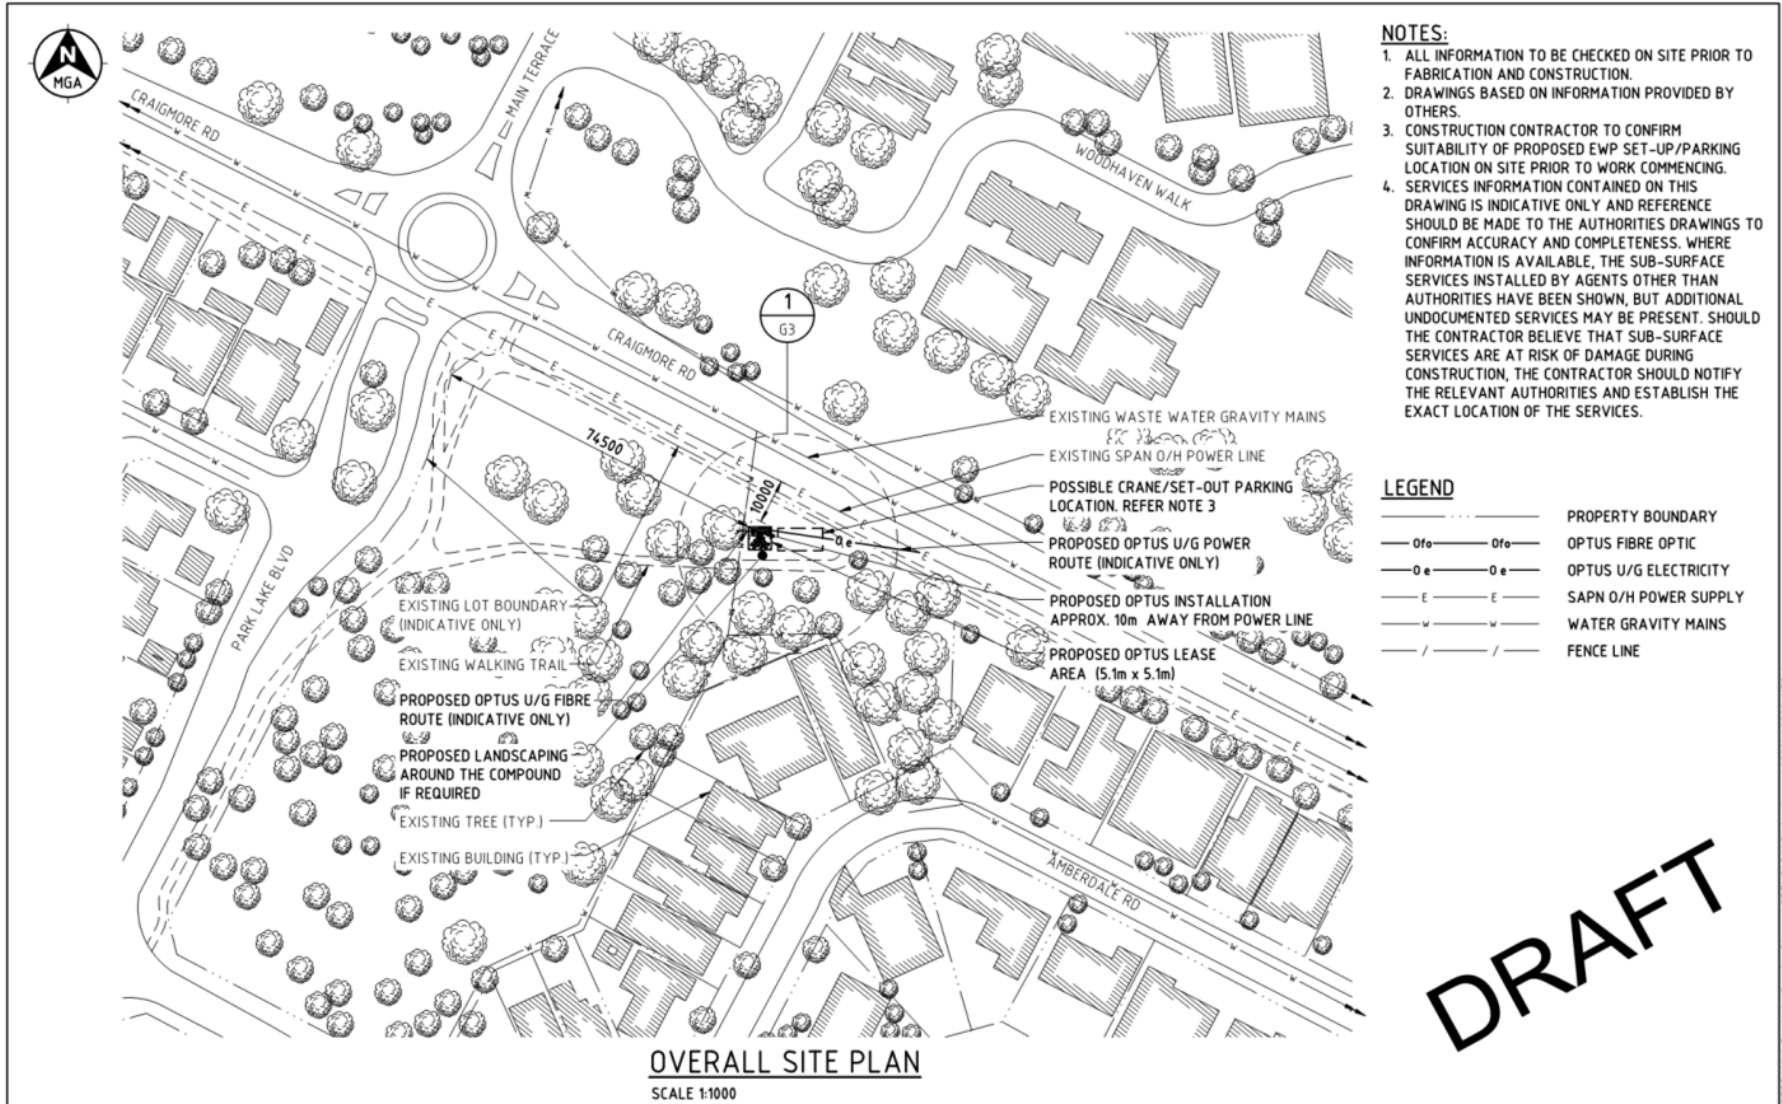 N
MGA
CRAIGMORE RD
MAIN TERRACE
WOODHAVEN WALK
1
G3
CRAIGMORE RD
74500
10000
PARK LAKE BLVD
AMBERDALE RD
EXISTING WASTE WATER GRAVITY MAINS
EXISTING SPAN O/H POWER LINE
POSSIBLE CRANE/SET-OUT PARKING
LOCATION. REFER NOTE 3
PROPOSED OPTUS U/G POWER
ROUTE (INDICATIVE ONLY)
PROPOSED OPTUS INSTALLATION
APPROX. 10m AWAY FROM POWER LINE
PROPOSED OPTUS LEASE
AREA (5.1m x 5.1m)
EXISTING LOT BOUNDARY
(INDICATIVE ONLY)
EXISTING WALKING TRAIL
PROPOSED OPTUS U/G FIBRE
ROUTE (INDICATIVE ONLY)
PROPOSED LANDSCAPING
AROUND THE COMPOUND
IF REQUIRED
EXISTING TREE (TYP.)
EXISTING BUILDING (TYP.)
OVERALL SITE PLAN
SCALE 1:1000
NOTES:
1. ALL INFORMATION TO BE CHECKED ON SITE PRIOR TO
FABRICATION AND CONSTRUCTION.
2. DRAWINGS BASED ON INFORMATION PROVIDED BY
OTHERS.
3. CONSTRUCTION CONTRACTOR TO CONFIRM
SUITABILITY OF PROPOSED EWP SET-UP/PARKING
LOCATION ON SITE PRIOR TO WORK COMMENCING.
4. SERVICES INFORMATION CONTAINED ON THIS
DRAWING IS INDICATIVE ONLY AND REFERENCE
SHOULD BE MADE TO THE AUTHORITIES DRAWINGS TO
CONFIRM ACCURACY AND COMPLETENESS. WHERE
INFORMATION IS AVAILABLE, THE SUB-SURFACE
SERVICES INSTALLED BY AGENTS OTHER THAN
AUTHORITIES HAVE BEEN SHOWN, BUT ADDITIONAL
UNDOCUMENTED SERVICES MAY BE PRESENT. SHOULD
THE CONTRACTOR BELIEVE THAT SUB-SURFACE
SERVICES ARE AT RISK OF DAMAGE DURING
CONSTRUCTION, THE CONTRACTOR SHOULD NOTIFY
THE RELEVANT AUTHORITIES AND ESTABLISH THE
EXACT LOCATION OF THE SERVICES.
LEGEND
PROPERTY BOUNDARY
Ofo Ofo OPTUS FIBRE OPTIC
O e O e OPTUS U/G ELECTRICITY
E E SAPN O/H POWER SUPPLY
W W WATER GRAVITY MAINS
/ / FENCE LINE
DRAFT